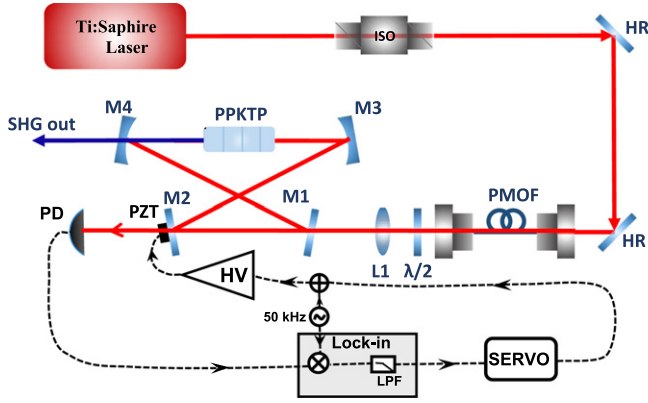 Ti:Saphire
Laser
ISO
HR
M4
PPKTP
M3
SHG out
PD
PZT
M2
M1
PMOF
HR
L1
λ/2
HV
50 kHz
Lock-in
LPF
SERVO